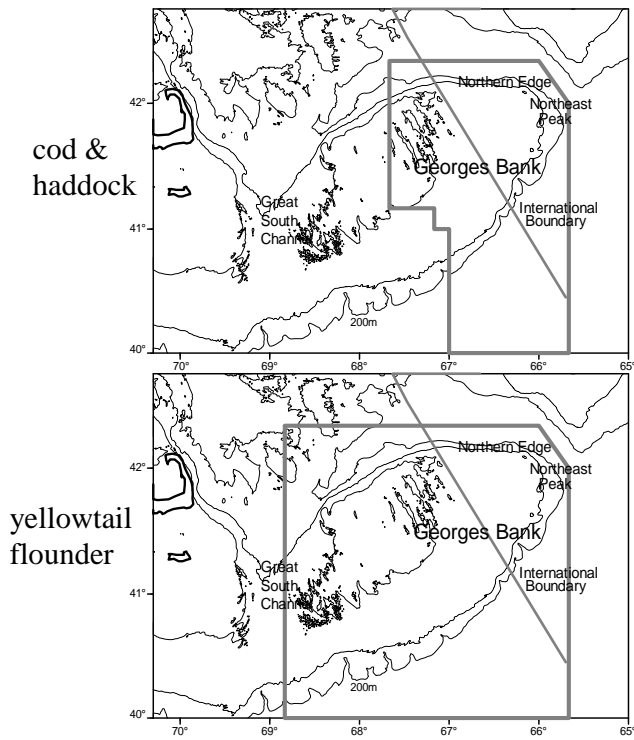 cod &
haddock
42°
41°
40°
Northern Edge
Northeast
Peak
Georges Bank
Great
South
Channel
International
Boundary
200m
70°
69°
68°
67°
66°
65°
yellowtail
flounder
42°
41°
40°
Northern Edge
Northeast
Peak
Georges Bank
Great
South
Channel
International
Boundary
200m
70°
69°
68°
67°
66°
65°